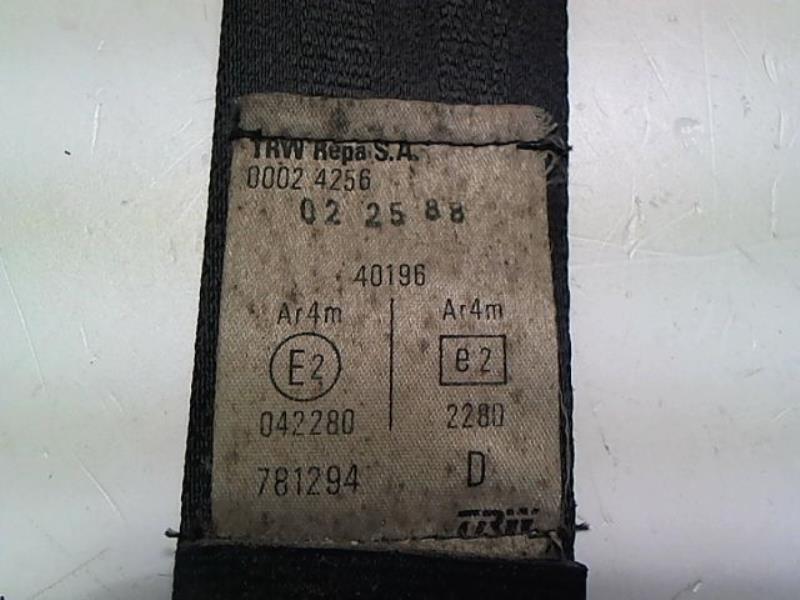 TRW Repa S.A.
0002 4256
02 25 88
40196
Ar4m Ar4m
E2 e2
042280 2280
781294 D
TRW